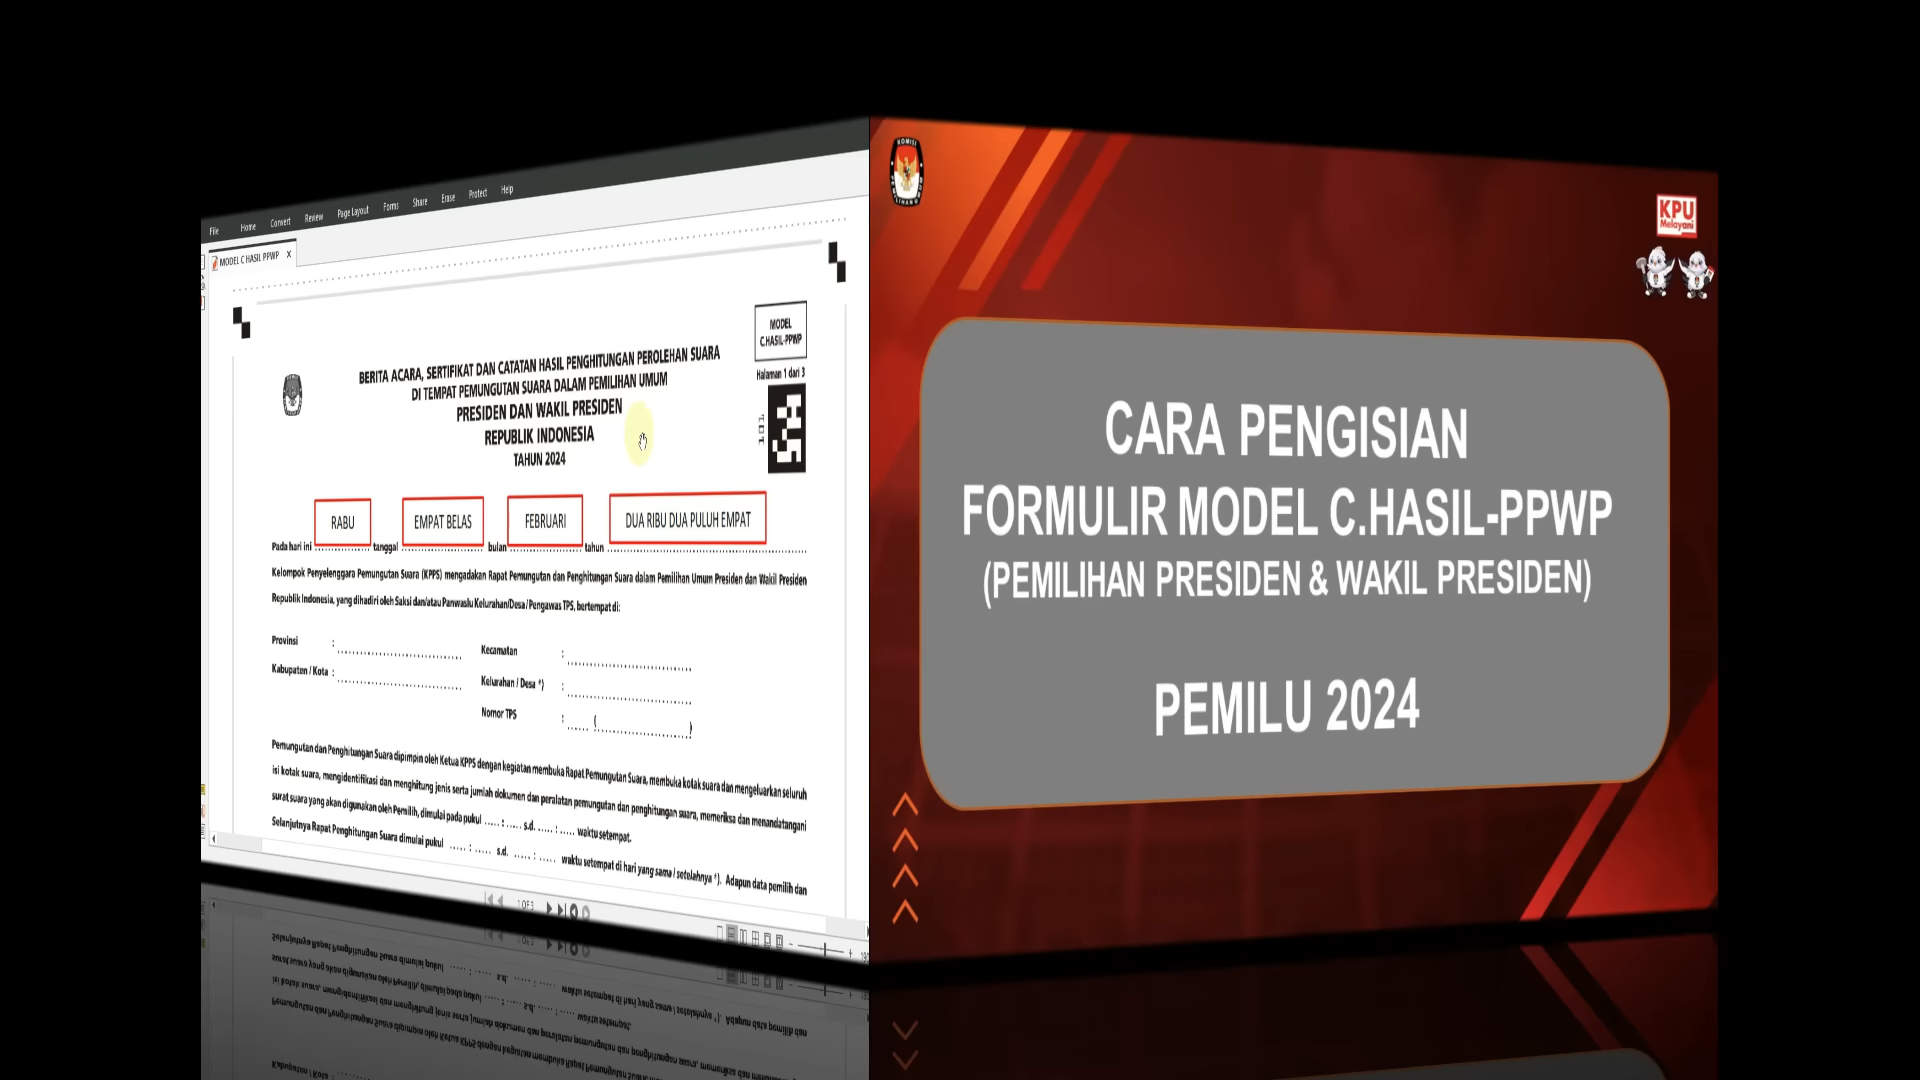 File Home Convert Review Page Layout Forms Share Erase Protect Help
MODEL C HASIL PPWP
MODEL
C.HASIL-PPWP
Halaman 1 dari 3
BERITA ACARA, SERTIFIKAT DAN CATATAN HASIL PENGHITUNGAN PEROLEHAN SUARA
DI TEMPAT PEMUNGUTAN SUARA DALAM PEMILIHAN UMUM
PRESIDEN DAN WAKIL PRESIDEN
REPUBLIK INDONESIA
TAHUN 2024
RABU EMPAT BELAS FEBRUARI DUA RIBU DUA PULUH EMPAT
Pada hari ini .................. tanggal .......................... bulan ...................... tahun ............................................................
Kelompok Penyelenggara Pemungutan Suara (KPPS) mengadakan Rapat Pemungutan dan Penghitungan Suara dalam Pemilihan Umum Presiden dan Wakil Presiden
Republik Indonesia, yang dihadiri oleh Saksi dan/atau Panwaslu Kelurahan/Desa / Pengawas TPS, bertempat di:
Provinsi : .............................. Kecamatan : ..............................
Kabupaten / Kota : .............................. Kelurahan / Desa *) : ..............................
Nomor TPS : ...... (......................)
Pemungutan dan Penghitungan Suara dipimpin oleh Ketua KPPS dengan kegiatan membuka Rapat Pemungutan Suara, membuka kotak suara dan mengeluarkan seluruh
isi kotak suara, mengidentifikasi dan menghitung jenis serta jumlah dokumen dan peralatan pemungutan dan penghitungan suara, memeriksa dan menandatangani
surat suara yang akan digunakan oleh Pemilih, dimulai pada pukul ..... : ..... s.d. ..... : ..... waktu setempat.
Selanjutnya Rapat Penghitungan Suara dimulai pukul ..... : ..... s.d. ..... : ..... waktu setempat di hari yang sama / setelahnya *). Adapun data pemilih dan
1 OF 3
KOMISI
KPU
Melayani
CARA PENGISIAN
FORMULIR MODEL C.HASIL-PPWP
(PEMILIHAN PRESIDEN & WAKIL PRESIDEN)
PEMILU 2024